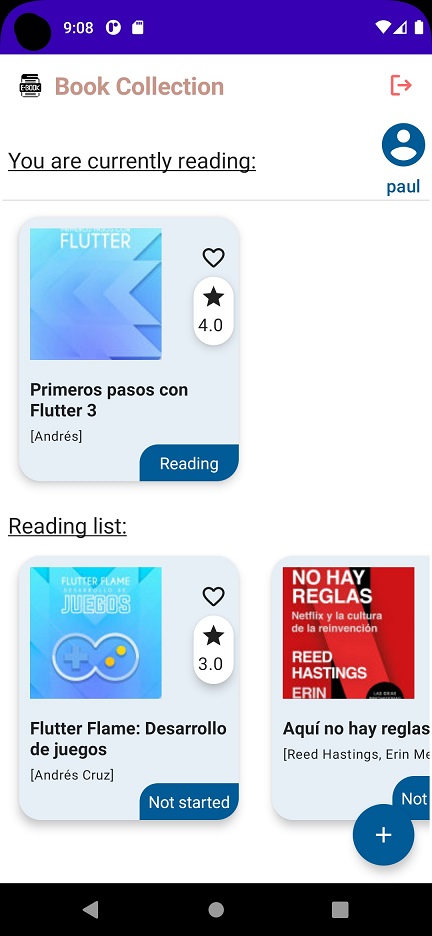 9:08
E-BOOK
Book Collection
You are currently reading:
paul
PRIMEROS PASOS CON
FLUTTER
4.0
Primeros pasos con
Flutter 3
[Andrés]
Reading
Reading list:
FLUTTER FLAME
DESARROLLO DE
JUEGOS
3.0
Flutter Flame: Desarrollo
de juegos
[Andrés Cruz]
Not started
NO HAY
REGLAS
Netflix y la cultura
de la reinvención
REED
HASTINGS
ERIN
Aquí no hay reglas
[Reed Hastings, Erin Me
Not
+